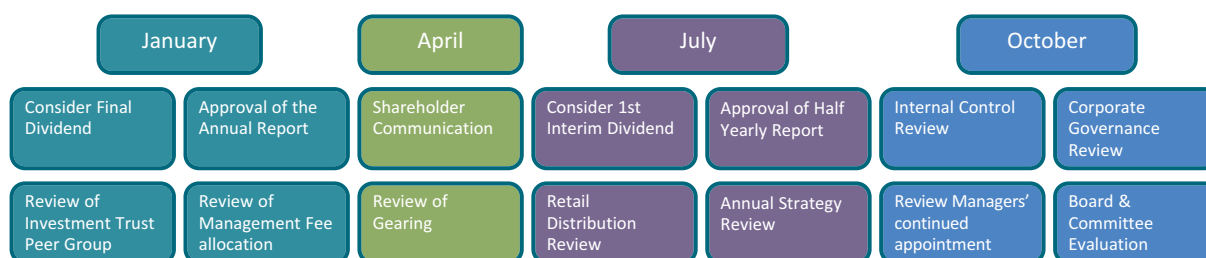 January
April
July
October
Consider Final
Dividend
Approval of the
Annual Report
Shareholder
Communication
Consider 1st
Interim Dividend
Approval of Half
Yearly Report
Internal Control
Review
Corporate
Governance
Review
Review of
Investment Trust
Peer Group
Review of
Management Fee
allocation
Review of
Gearing
Retail
Distribution
Review
Annual Strategy
Review
Review Managers’
continued
appointment
Board &
Committee
Evaluation